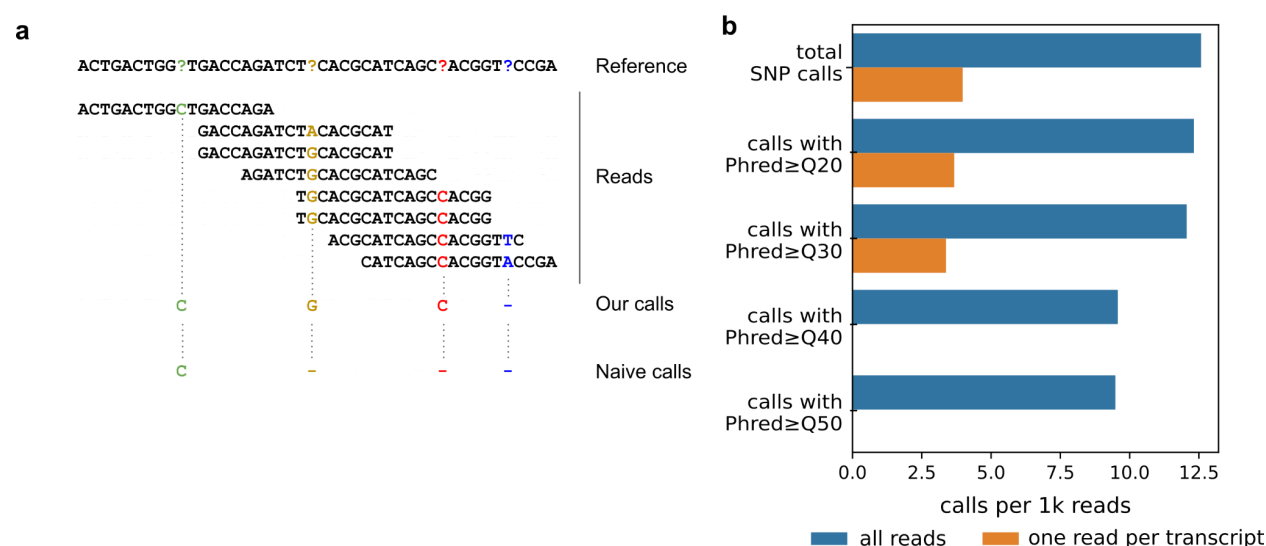 a
ACTGACTGG?TGACCAGATCT?CACGCATCAGC?ACGGT?CCGA Reference
ACTGACTGGCTGACCAGA
GACCAGATCTACACGCAT
GACCAGATCTGCACGCAT
AGATCTGCACGCATCAGC
Reads
TGCACGCATCAGCCACGG
TGCACGCATCAGCCACGG
ACGCATCAGCCACGGTTC
CATCAGCCACGGTACCGA
C G C – Our calls
C – – – Naive calls
b
total
SNP calls
calls with
Phred≥Q20
calls with
Phred≥Q30
calls with
Phred≥Q40
calls with
Phred≥Q50
0.0 2.5 5.0 7.5 10.0 12.5
calls per 1k reads
all reads one read per transcript